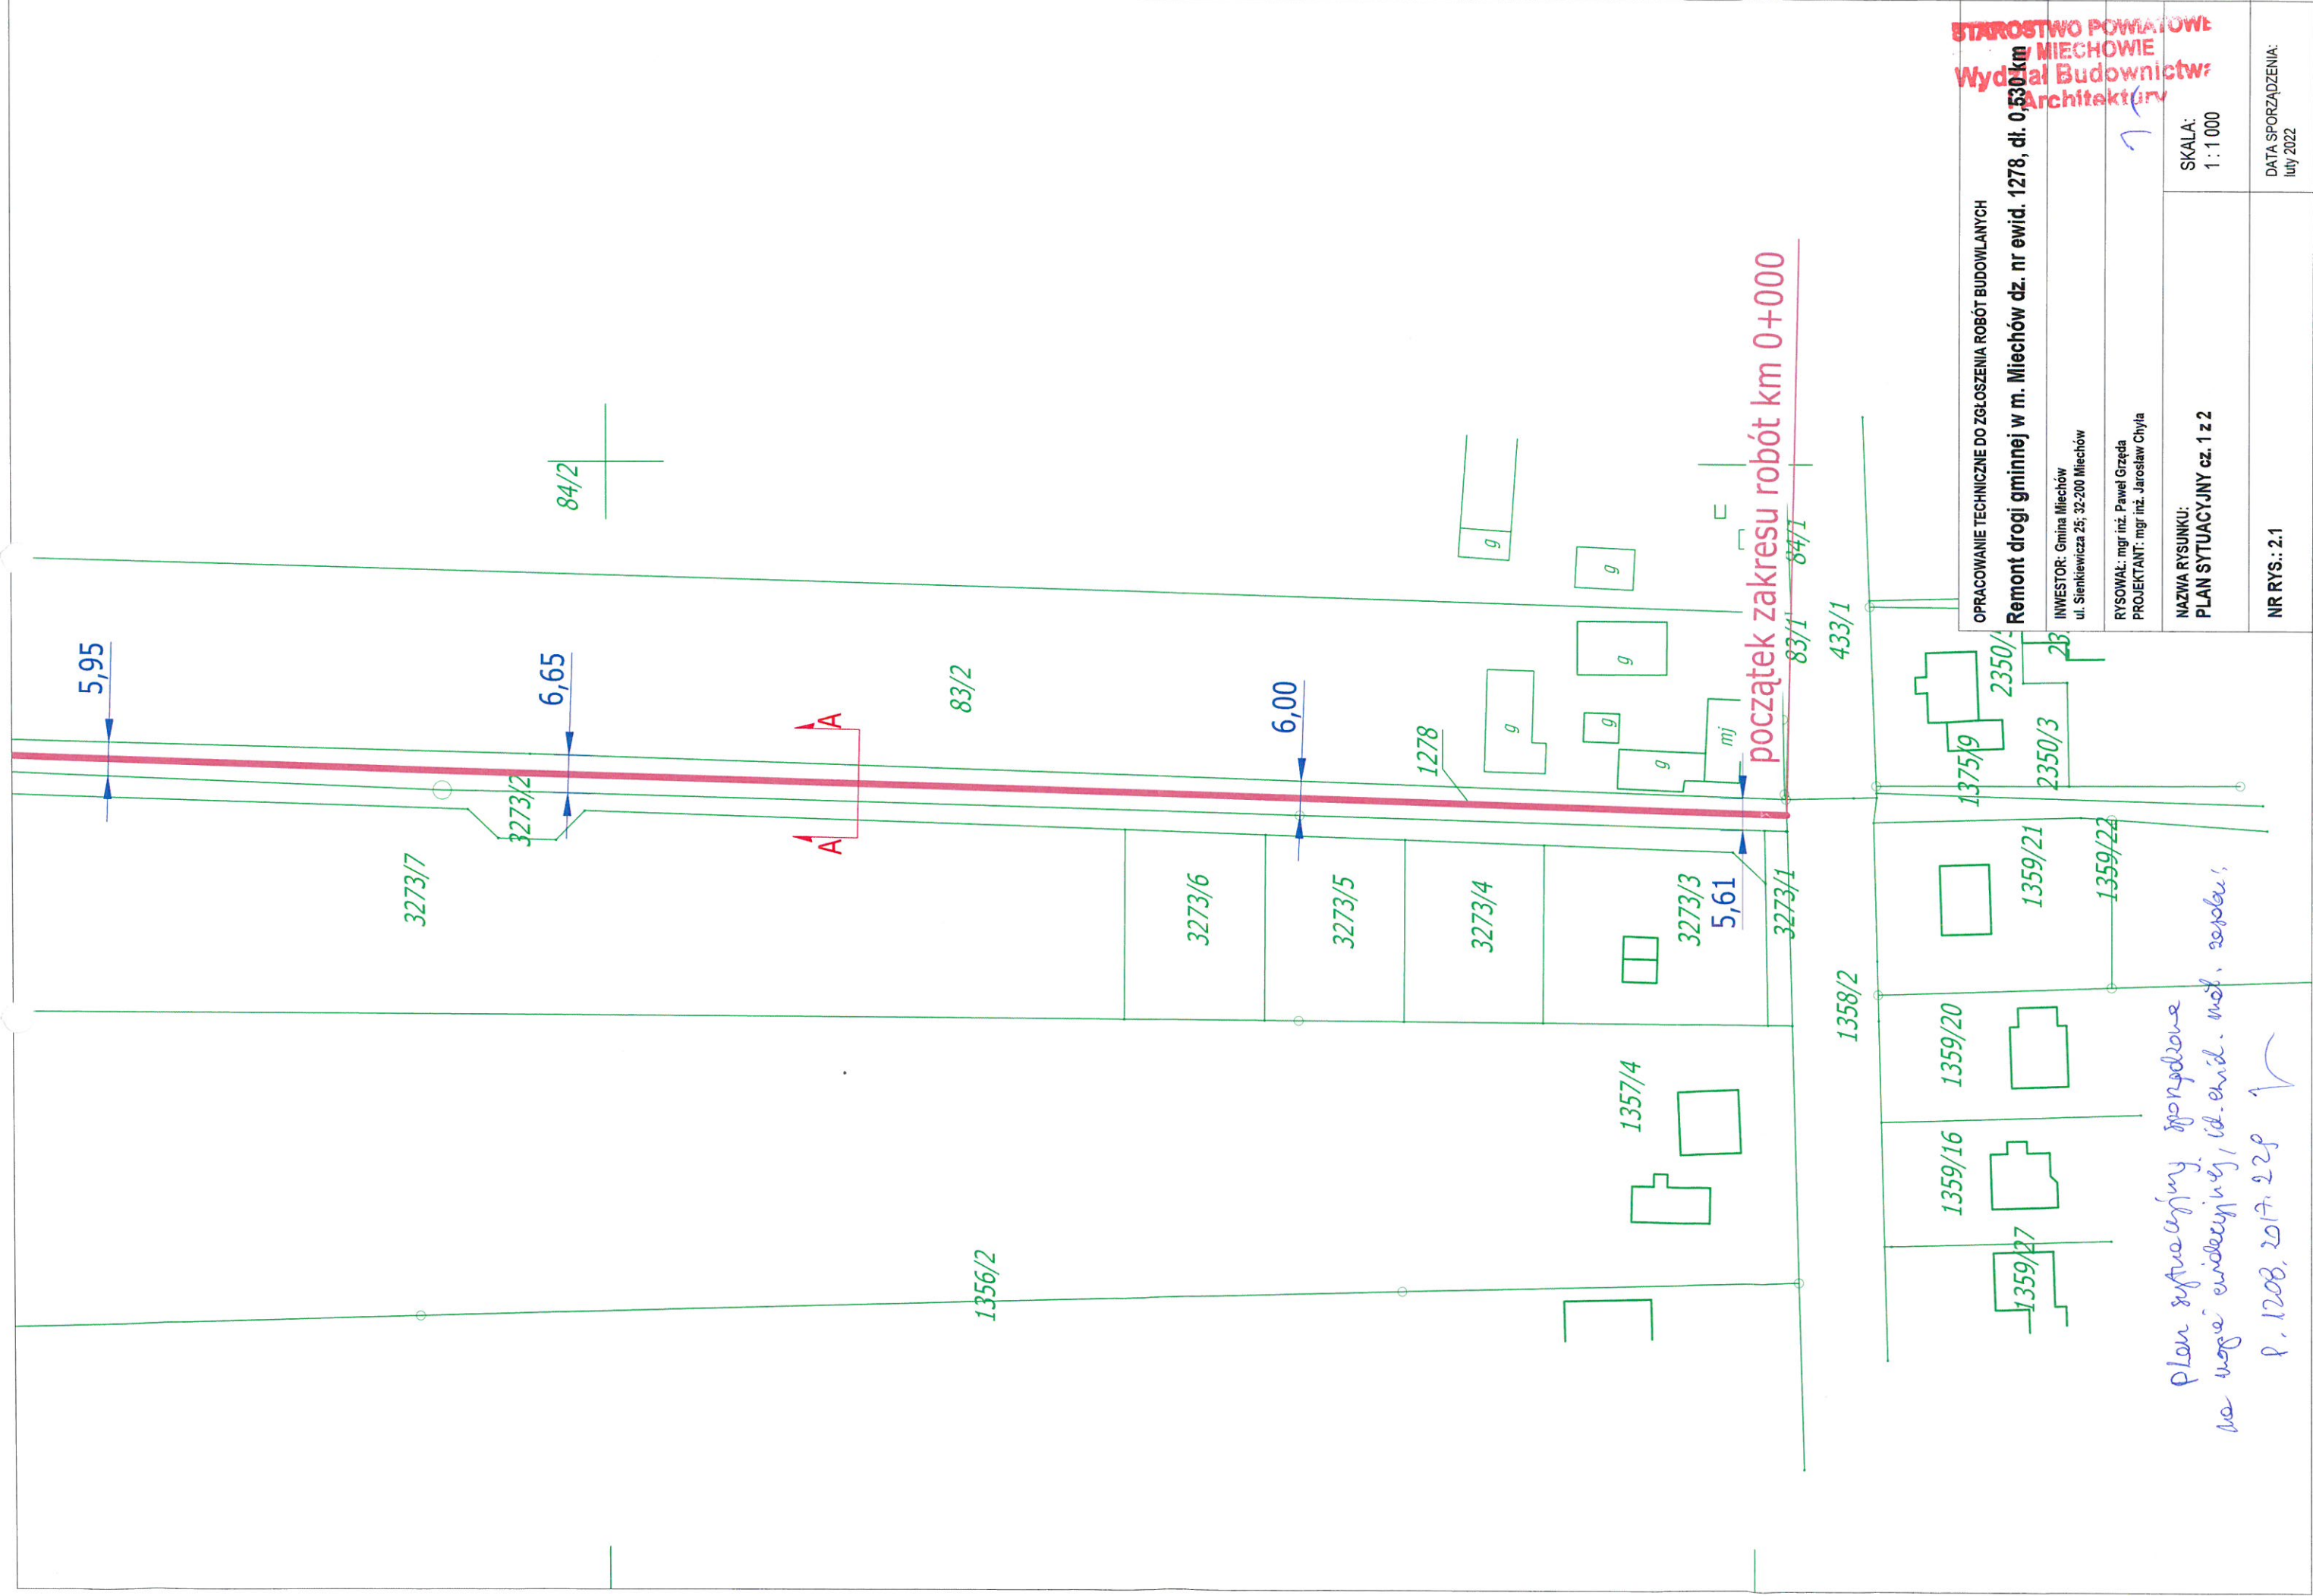 STAROSTWO POWIATOWE
w MIECHOWIE
Wydział Budownictwa
Architektury
OPRACOWANIE TECHNICZNE DO ZGŁOSZENIA ROBÓT BUDOWLANYCH
Remont drogi gminnej w m. Miechów dz. nr ewid. 1278, dł. 0,530 km
INWESTOR: Gmina Miechów
ul. Sienkiewicza 25; 32-200 Miechów
RYSOWAŁ: mgr inż. Paweł Grzęda
PROJEKTANT: mgr inż. Jarosław Chyła
NAZWA RYSUNKU:
PLAN SYTUACYJNY cz. 1 z 2
SKALA:
1 : 1 000
NR RYS.: 2.1
DATA SPORZĄDZENIA:
luty 2022
5,95
84/2
6,65
3273/2
3273/7
83/2
A
A
6,00
1278
g
g
g
g
g
g
mj
początek zakresu robót km 0+000
84/1
83/1
433/1
3273/6
3273/5
3273/4
3273/3
5,61
3273/1
1358/2
1357/4
1356/2
1375/9
2350/
23
2350/3
1359/21
1359/22
1359/20
1359/16
1359/27
Plan sytuacyjny sporządzone
na mapie ewidencyjnej, id. ewid. mat. zasobu:
P.1208.2017.229